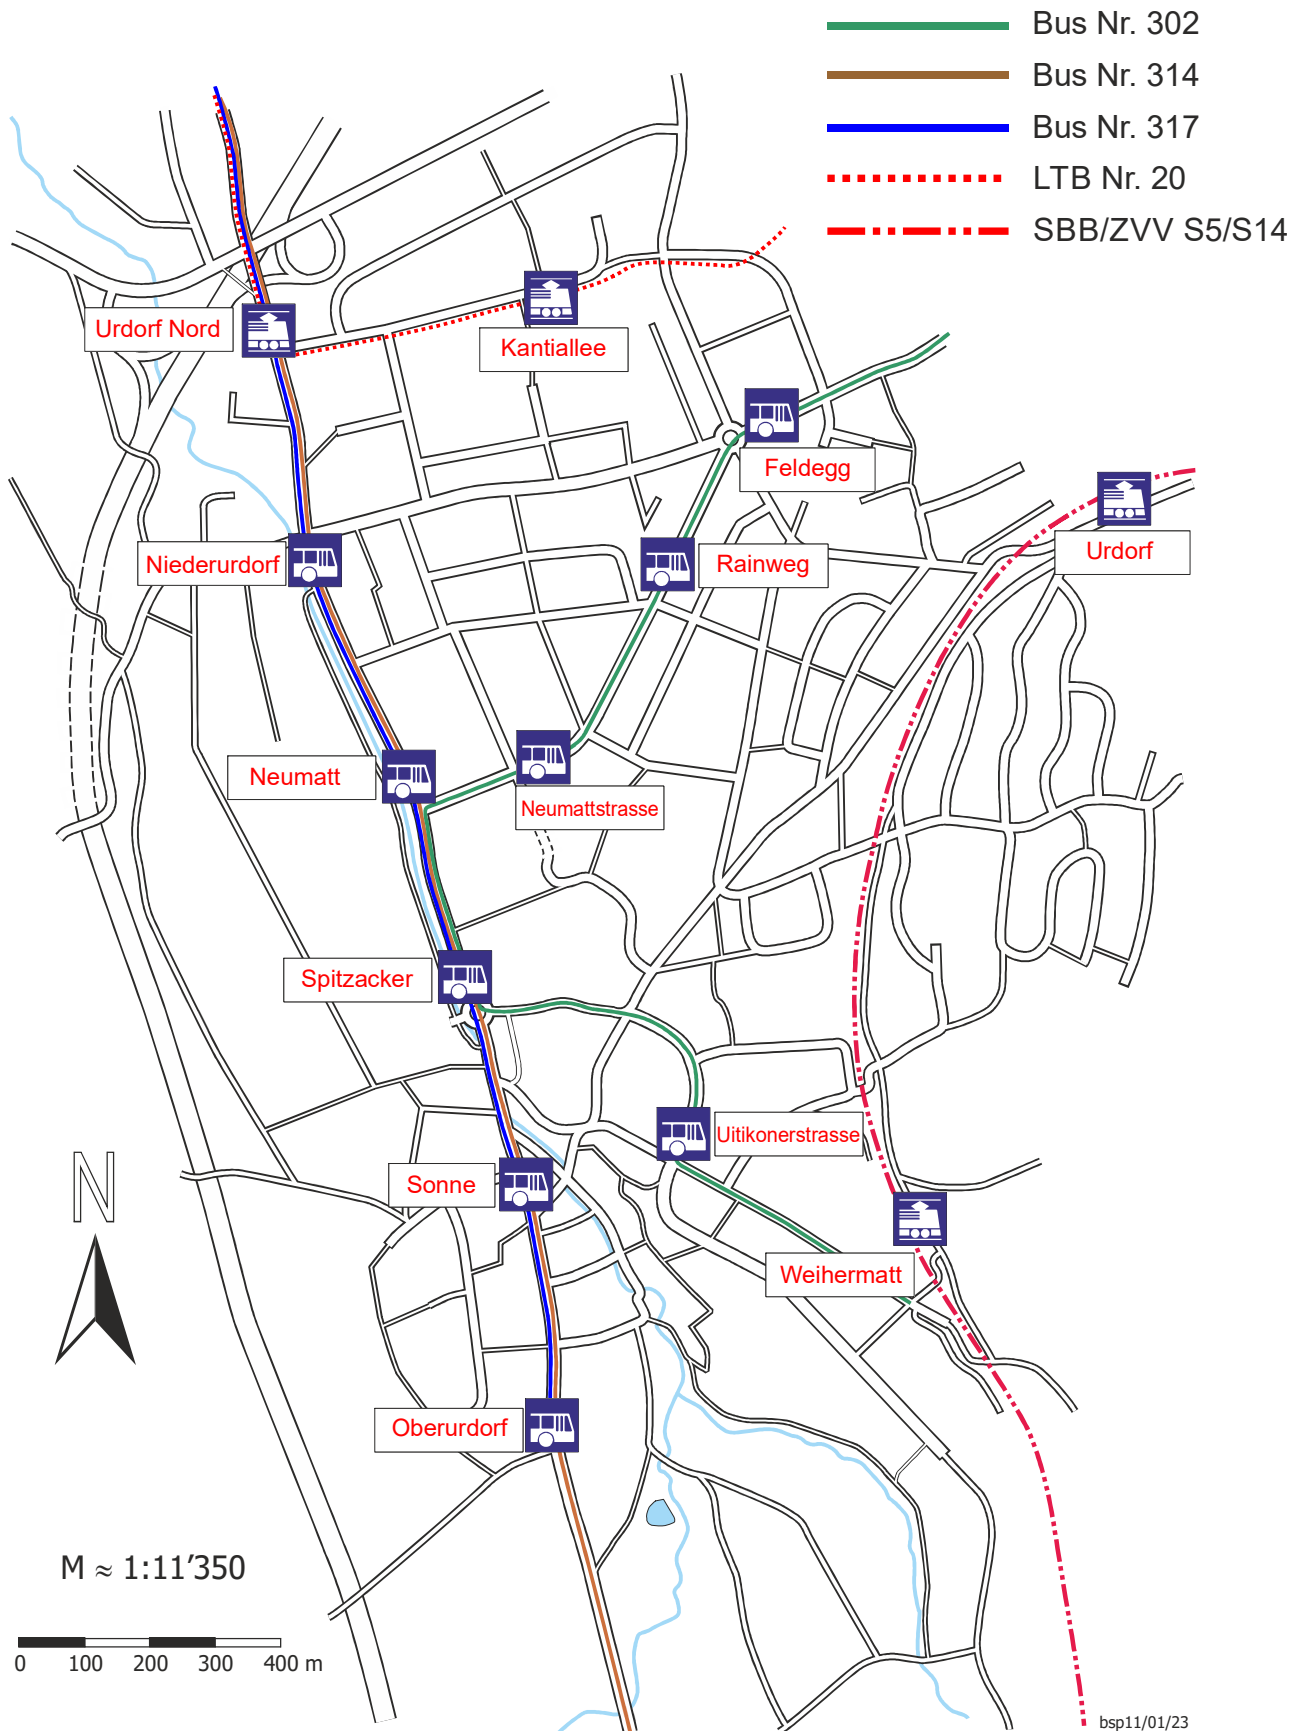 Bus Nr. 302
Bus Nr. 314
Bus Nr. 317
LTB Nr. 20
SBB/ZVV S5/S14
Urdorf Nord
Kantiallee
Feldegg
Urdorf
Niederurdorf
Rainweg
Neumatt
Neumattstrasse
Spitzacker
Uitikonerstrasse
N
Sonne
Weihermatt
Oberurdorf
M ≈ 1:11′350
0 100 200 300 400 m
bsp11/01/23